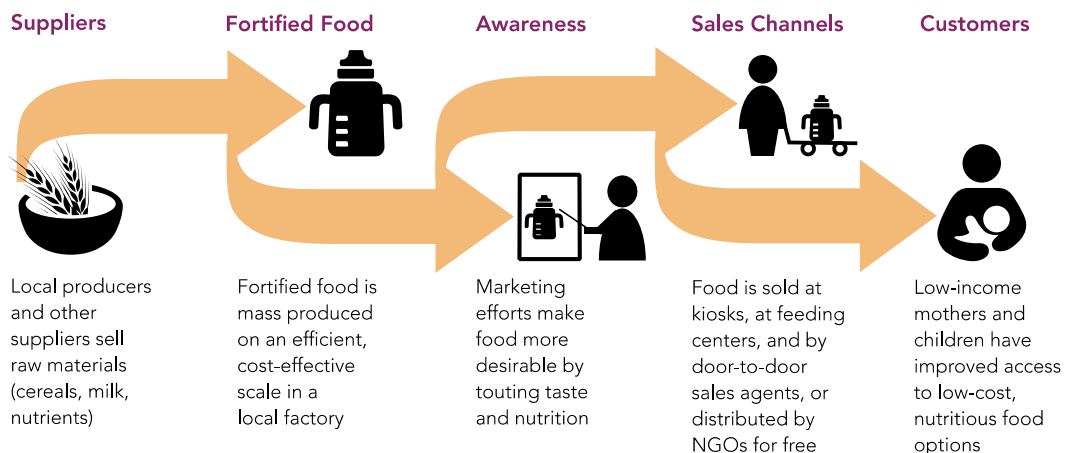 Suppliers
Local producers
and other
suppliers sell
raw materials
(cereals, milk,
nutrients)
Fortified Food
Fortified food is
mass produced
on an efficient,
cost-effective
scale in a
local factory
Awareness
Marketing
efforts make
food more
desirable by
touting taste
and nutrition
Sales Channels
Food is sold at
kiosks, at feeding
centers, and by
door-to-door
sales agents, or
distributed by
NGOs for free
Customers
Low-income
mothers and
children have
improved access
to low-cost,
nutritious food
options